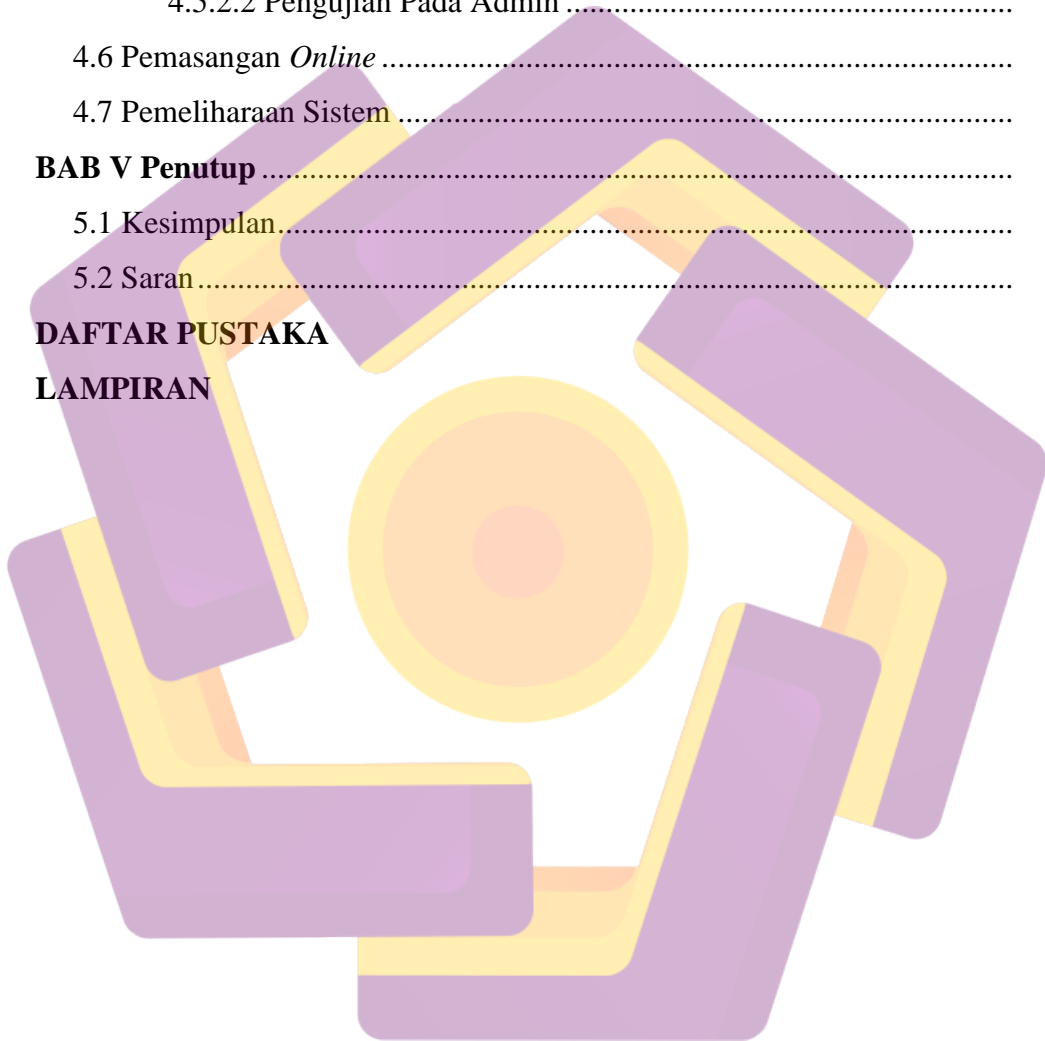 4.5.2.2 Pengujian Pada Admin ........................................................
4.6 Pemasangan Online ..............................................................................
4.7 Pemeliharaan Sistem ............................................................................
BAB V Penutup .............................................................................................
5.1 Kesimpulan...........................................................................................
5.2 Saran .....................................................................................................
DAFTAR PUSTAKA
LAMPIRAN